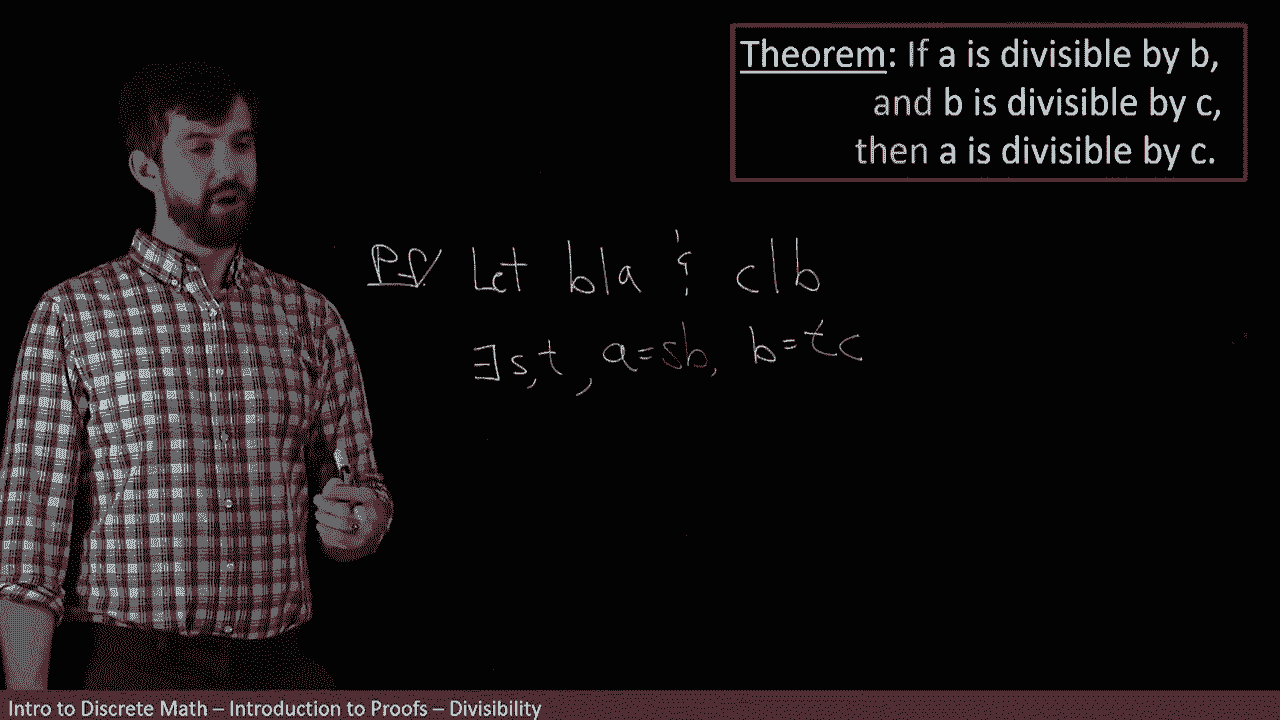 Theorem: If a is divisible by b,
and b is divisible by c,
then a is divisible by c.
Pf/ Let b|a & c|b
∃ s,t, a=sb, b=tc
Intro to Discrete Math – Introduction to Proofs – Divisibility